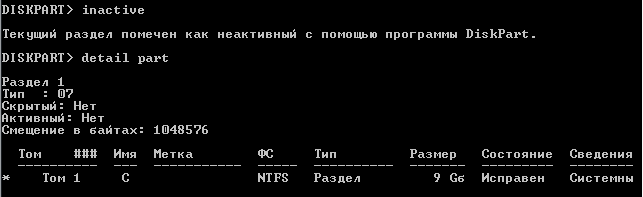 DISKPART> inactive
Текущий раздел помечен как неактивный с помощью программы DiskPart.
DISKPART> detail part
Раздел 1
Тип : 07
Скрытый: Нет
Активный: Нет
Смещение в байтах: 1048576
Том ### Имя Метка ФС Тип Размер Состояние Сведения
---------- --- ----------- ----- ---------- ------- --------- --------
* Том 1 C NTFS Раздел 9 Gб Исправен Системны